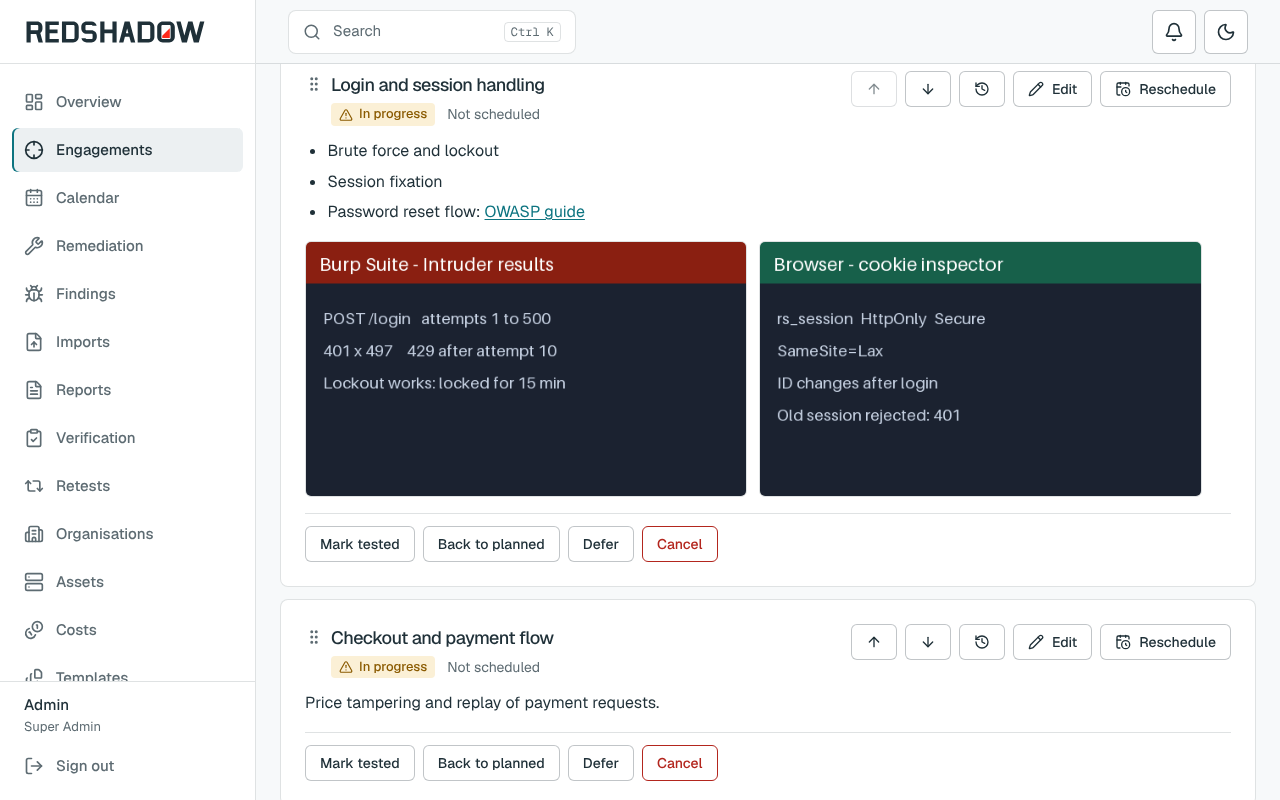 REDSHADOW
Search
Ctrl K
Overview
Engagements
Calendar
Remediation
Findings
Imports
Reports
Verification
Retests
Organisations
Assets
Costs
Templates
Admin
Super Admin
Sign out
Login and session handling
Edit
Reschedule
In progress
Not scheduled
• Brute force and lockout
• Session fixation
• Password reset flow: OWASP guide
Burp Suite - Intruder results
POST /login attempts 1 to 500
401 x 497 429 after attempt 10
Lockout works: locked for 15 min
Browser - cookie inspector
rs_session HttpOnly Secure
SameSite=Lax
ID changes after login
Old session rejected: 401
Mark tested
Back to planned
Defer
Cancel
Checkout and payment flow
Edit
Reschedule
In progress
Not scheduled
Price tampering and replay of payment requests.
Mark tested
Back to planned
Defer
Cancel